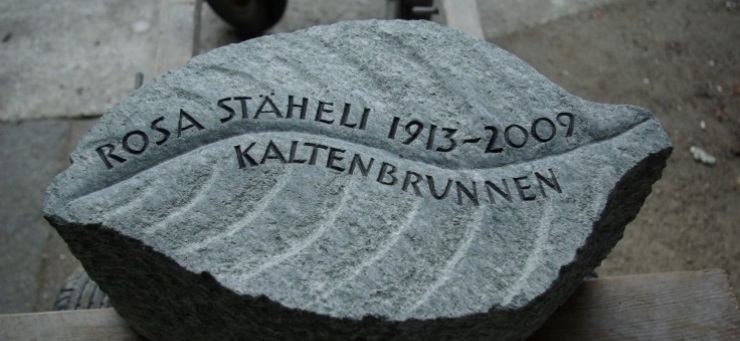 ROSA STÄHELI 1913-2009
KALTENBRUNNEN